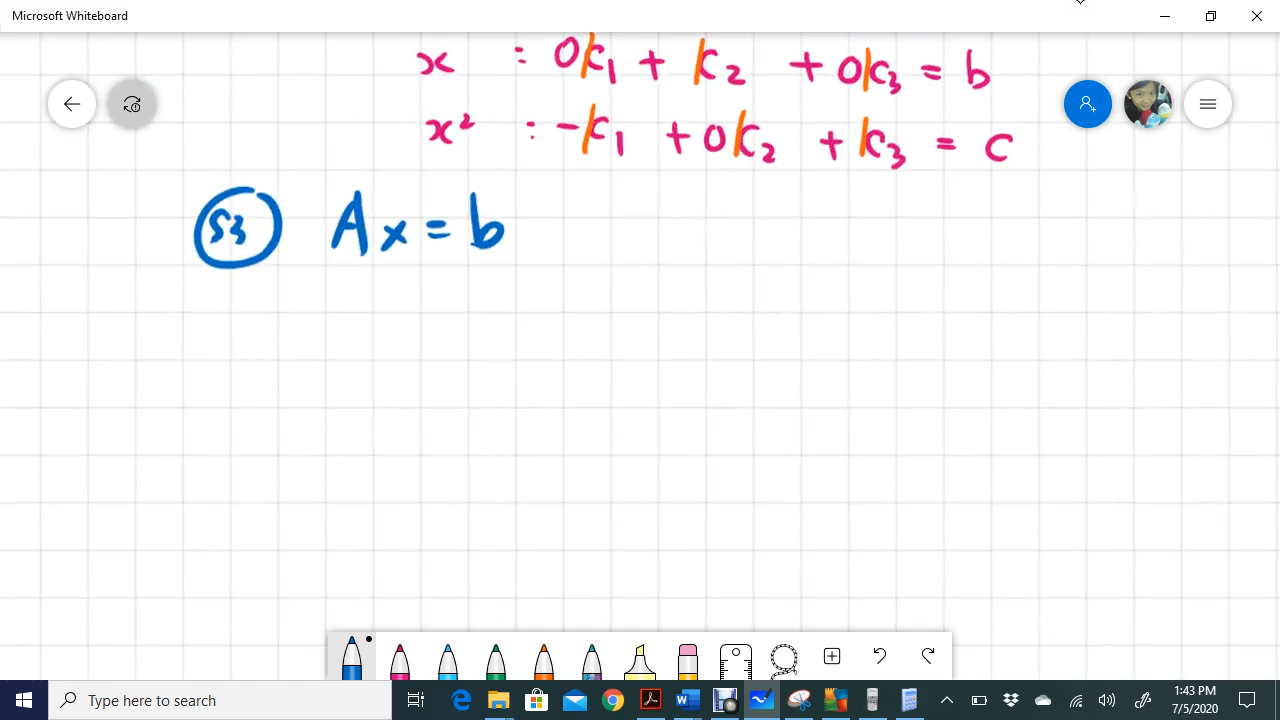 Microsoft Whiteboard
x : 0k₁ + k₂ + 0k₃ = b
x² : -k₁ + 0k₂ + k₃ = c
S3 Ax = b
Type here to search
1:43 PM
7/5/2020